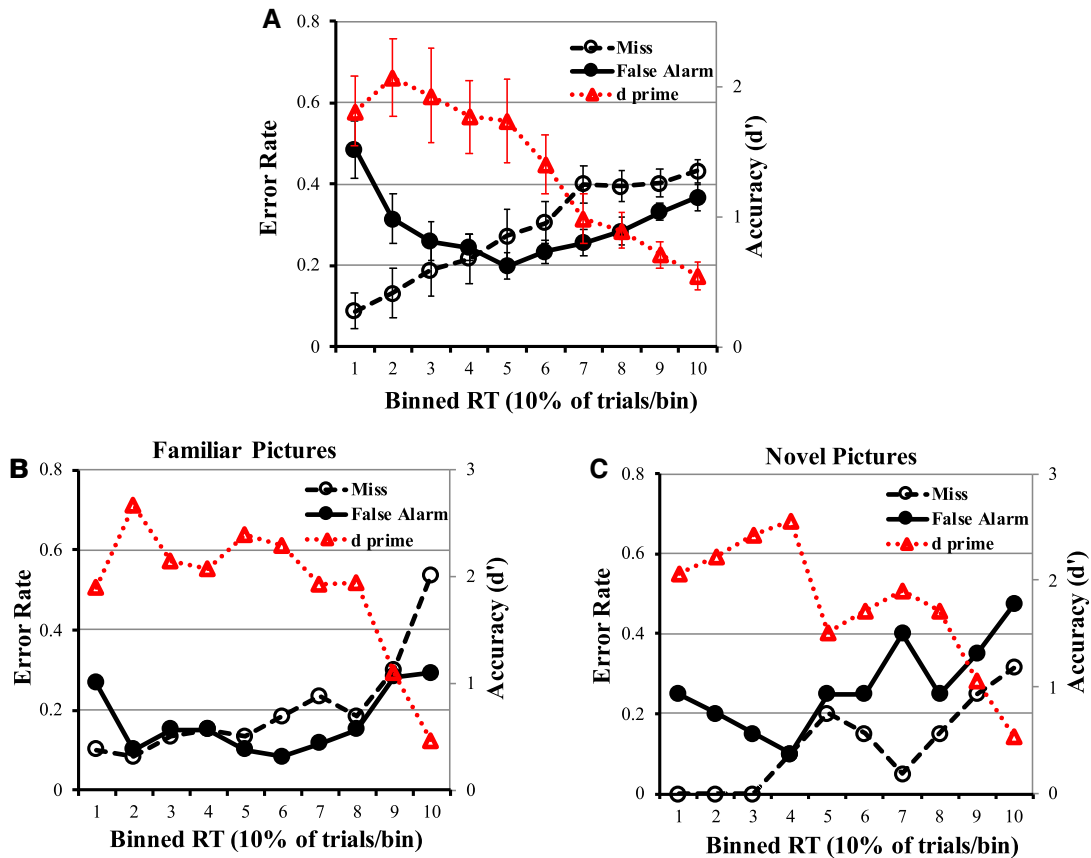 A
0.8
0.6
0.4
0.2
0
Error Rate
2
1
0
Accuracy (d')
Miss
False Alarm
d prime
1 2 3 4 5 6 7 8 9 10
Binned RT (10% of trials/bin)
B
Familiar Pictures
0.8
0.6
0.4
0.2
0
Error Rate
3
2
1
0
Accuracy (d')
Miss
False Alarm
d prime
1 2 3 4 5 6 7 8 9 10
Binned RT (10% of trials/bin)
C
Novel Pictures
0.8
0.6
0.4
0.2
0
Error Rate
3
2
1
0
Accuracy (d')
Miss
False Alarm
d prime
1 2 3 4 5 6 7 8 9 10
Binned RT (10% of trials/bin)